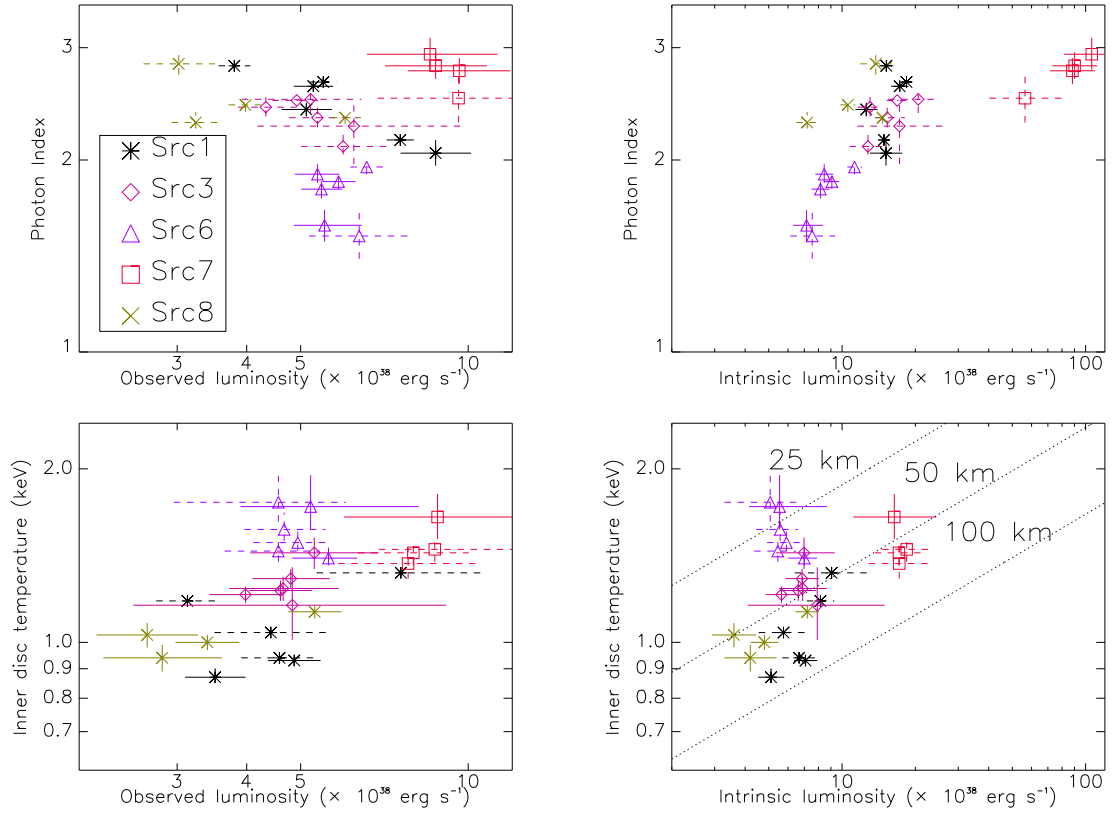 3
2
1
Photon Index
Src1
Src3
Src6
Src7
Src8
3
4
5
10
Observed luminosity (× 10³⁸ erg s⁻¹)
3
2
1
Photon Index
10
100
Intrinsic luminosity (× 10³⁸ erg s⁻¹)
2.0
1.0
0.9
0.8
0.7
Inner disc temperature (keV)
3
4
5
10
Observed luminosity (× 10³⁸ erg s⁻¹)
2.0
1.0
0.9
0.8
0.7
Inner disc temperature (keV)
25 km
50 km
100 km
10
100
Intrinsic luminosity (× 10³⁸ erg s⁻¹)